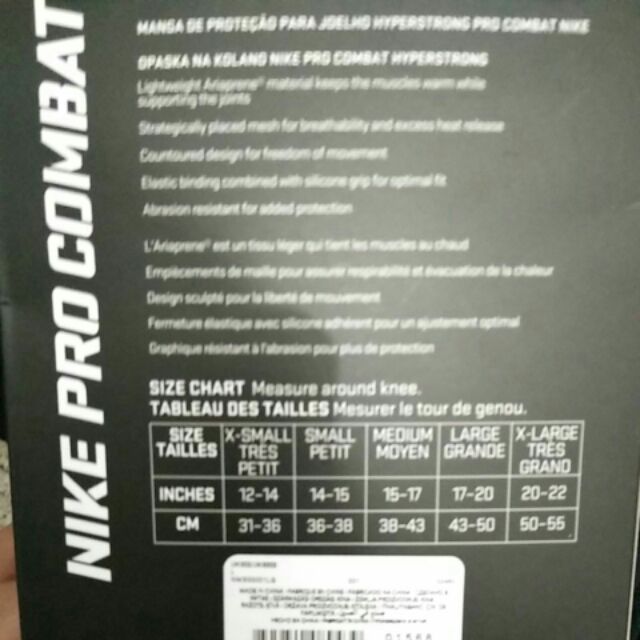 NIKE PRO COMBAT
MANGA DE PROTEÇÃO PARA JOELHO HYPERSTRONG PRO COMBAT NIKE
OPASKA NA KOLANO NIKE PRO COMBAT HYPERSTRONG
Lightweight Ariaprene® material keeps the muscles warm while
supporting the joints
Strategically placed mesh for breathability and excess heat release
Countoured design for freedom of movement
Elastic binding combined with silicone grip for optimal fit
Abrasion resistant for added protection
L'Ariaprene® est un tissu léger qui tient les muscles au chaud
Empiècements de maille pour assurer respirabilité et évacuation de la chaleur
Design sculpté pour la liberté de mouvement
Fermeture élastique avec silicone adhérent pour un ajustement optimal
Graphique résistant à l'abrasion pour plus de protection
SIZE CHART Measure around knee.
TABLEAU DES TAILLES Mesurer le tour de genou.
SIZE TAILLES X-SMALL TRÈS PETIT SMALL PETIT MEDIUM MOYEN LARGE GRANDE X-LARGE TRÈS GRAND
INCHES 12-14 14-15 15-17 17-20 20-22
CM 31-36 36-38 38-43 43-50 50-55
MADE IN CHINA